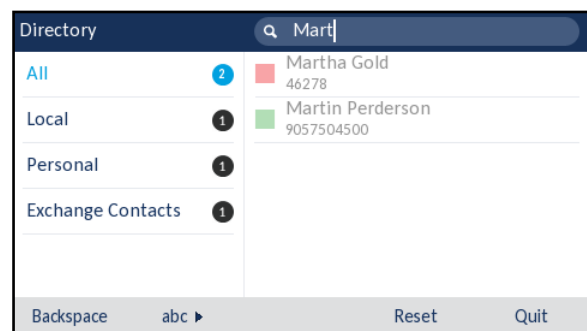 Directory
Mart
All 2
Local 1
Personal 1
Exchange Contacts 1
Martha Gold
46278
Martin Perderson
9057504500
Backspace abc Reset Quit